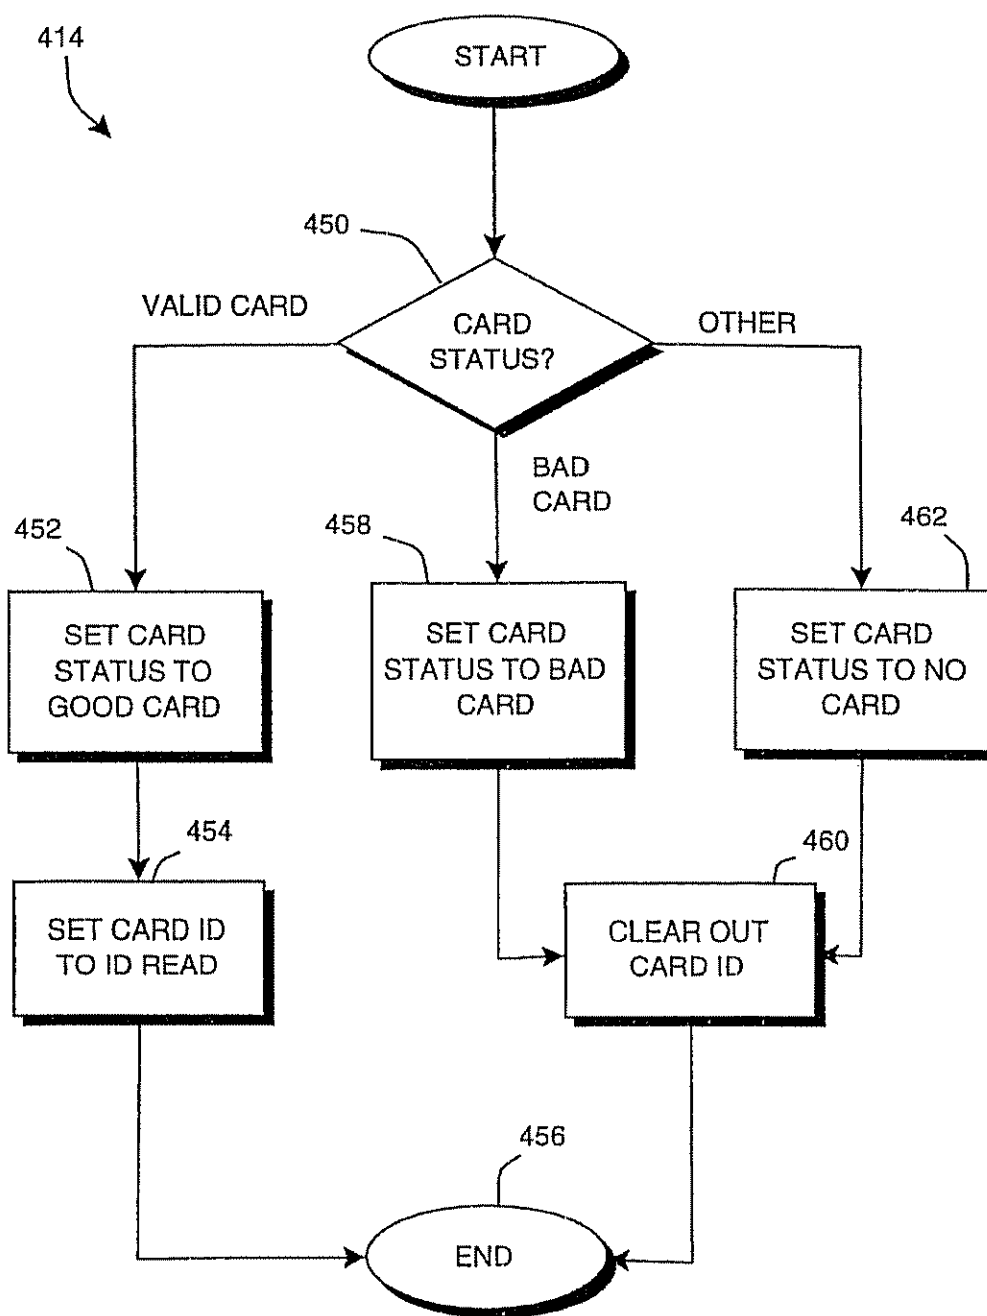 414
START
450
VALID CARD
CARD
STATUS?
OTHER
BAD
CARD
452
458
462
SET CARD
STATUS TO
GOOD CARD
SET CARD
STATUS TO BAD
CARD
SET CARD
STATUS TO NO
CARD
454
460
SET CARD ID
TO ID READ
CLEAR OUT
CARD ID
456
END